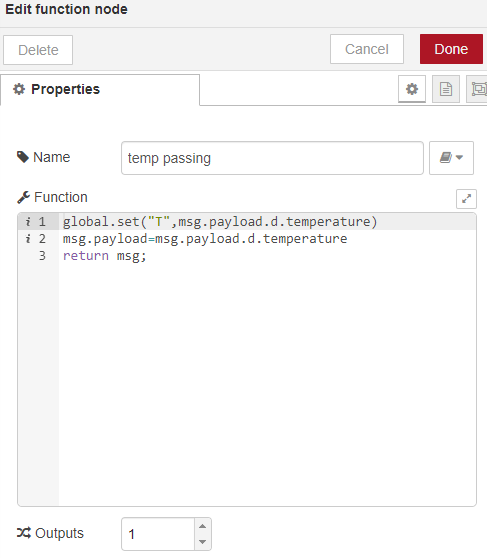 Edit function node
Delete
Cancel
Done
Properties
Name
temp passing
Function
i 1 global.set("T",msg.payload.d.temperature)
i 2 msg.payload=msg.payload.d.temperature
3 return msg;
Outputs
1